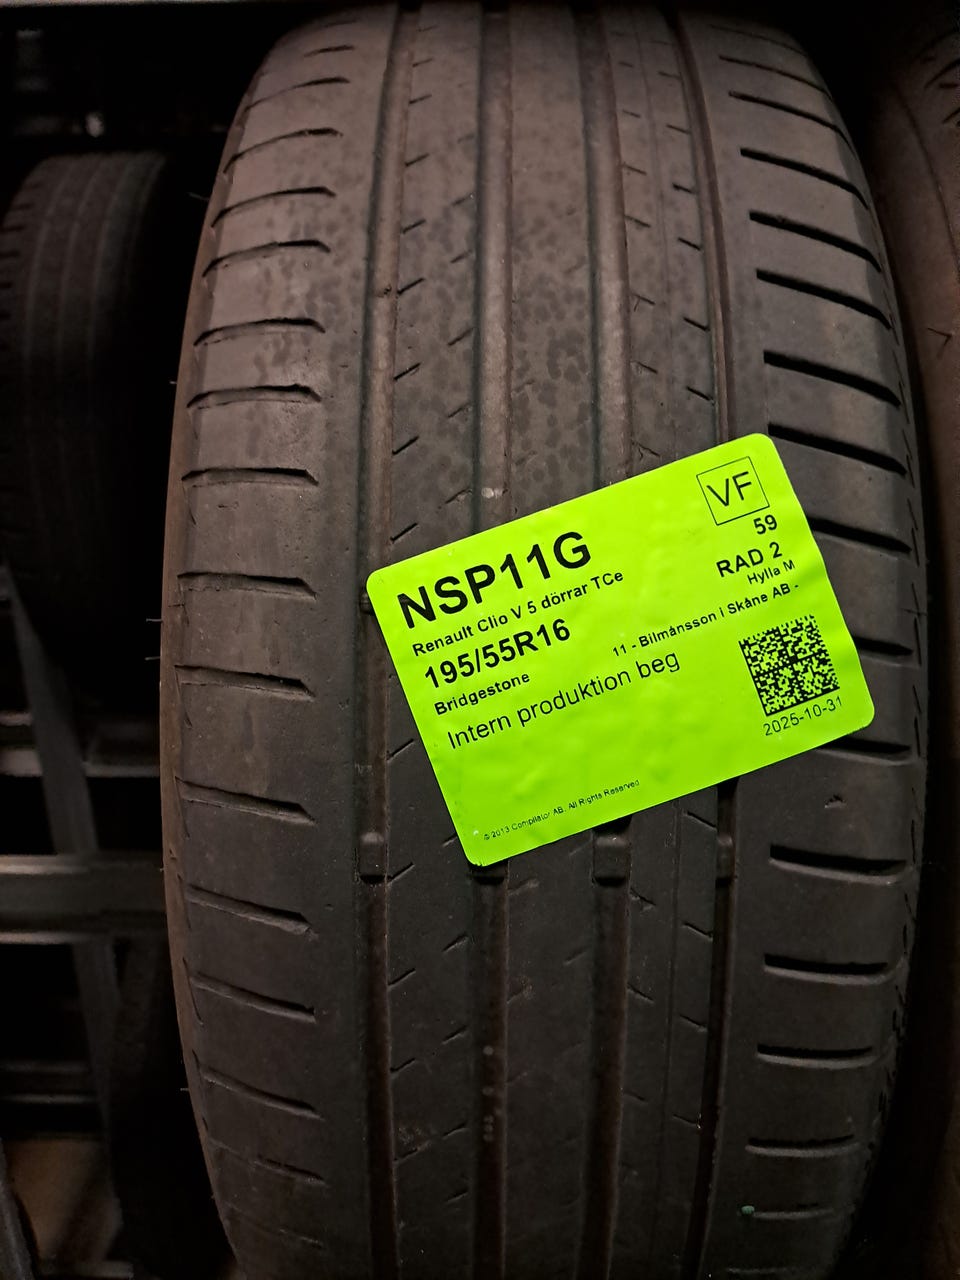 VF
NSP11G
59
Renault Clio V 5 dörrar TCe
RAD 2
195/55R16
Hylla M
Bridgestone
11 - Bilmånsson i Skåne AB -
Intern produktion beg
2025-10-31
© 2013 Compilator AB. All Rights Reserved